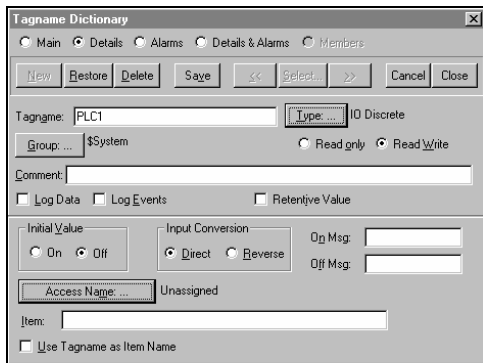 Tagname Dictionary
Main Details Alarms Details & Alarms Members
New Restore Delete Save << Select... >> Cancel Close
Tagname: PLC1 Type: ... IO Discrete
Group: ... $System Read only Read Write
Comment:
Log Data Log Events Retentive Value
Initial Value Input Conversion On Msg:
On Off Direct Reverse Off Msg:
Access Name: ... Unassigned
Item:
Use Tagname as Item Name